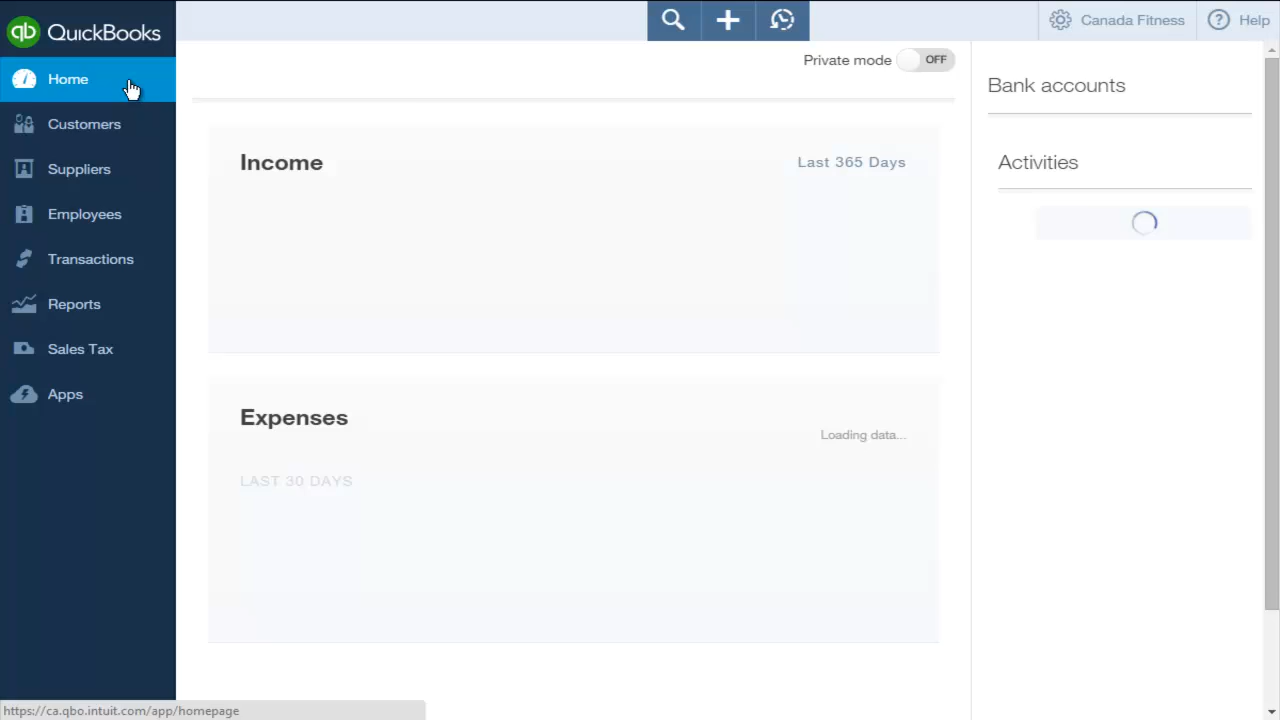 qb QuickBooks
Canada Fitness
Help
Home
Customers
Suppliers
Employees
Transactions
Reports
Sales Tax
Apps
Private mode OFF
Income
Last 365 Days
Expenses
Loading data...
LAST 30 DAYS
Bank accounts
Activities
https://ca.qbo.intuit.com/app/homepage